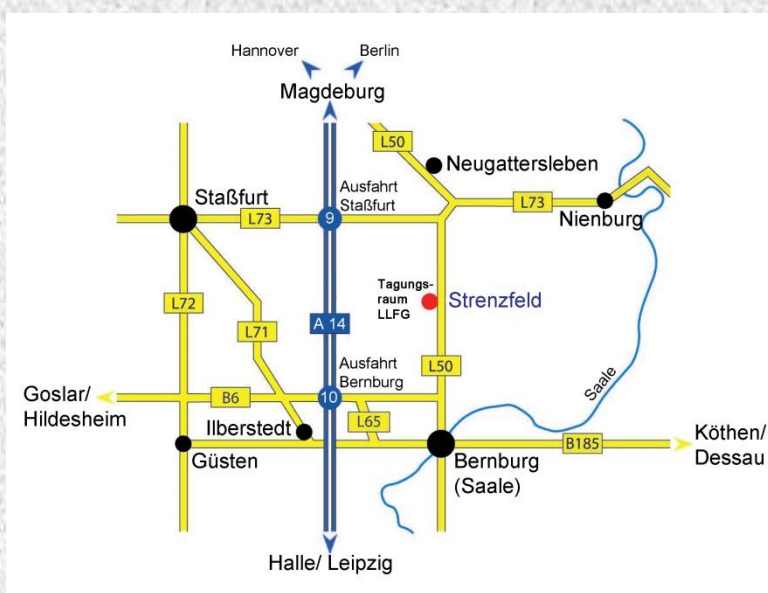 Hannover
Berlin
Magdeburg
L50
Neugattersleben
Staßfurt
Ausfahrt
Staßfurt
L73
9
L73
Nienburg
Tagungs-
raum
LLFG
Strenzfeld
L72
L71
A 14
Ausfahrt
Bernburg
L50
Saale
Goslar/
Hildesheim
B6
10
L65
Ilberstedt
Güsten
Bernburg
(Saale)
B185
Köthen/
Dessau
Halle/ Leipzig